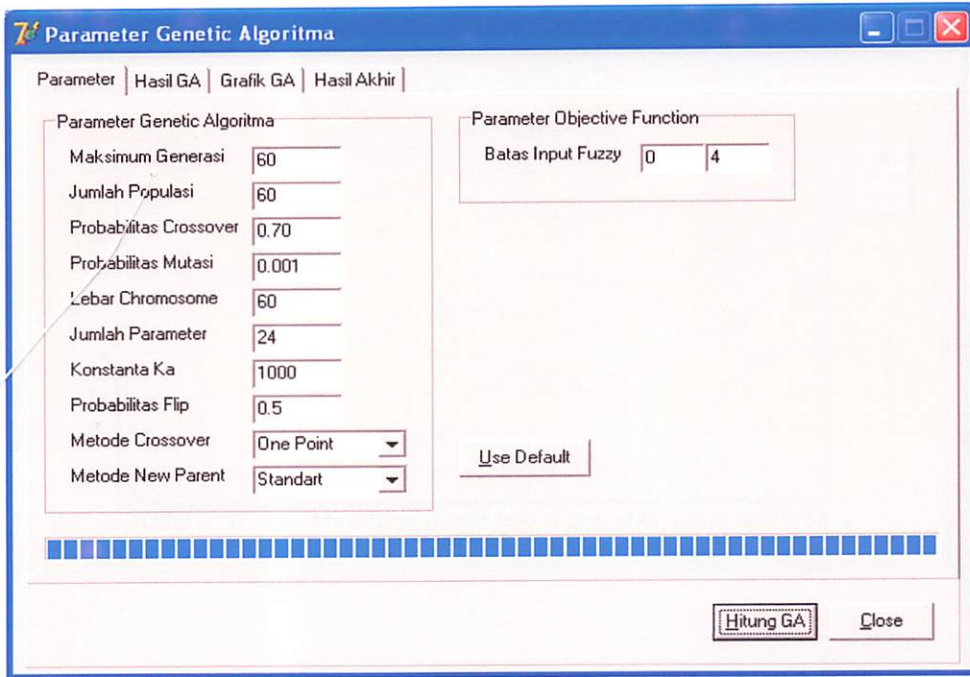 Parameter Genetic Algoritma
Parameter Hasil GA Grafik GA Hasil Akhir
Parameter Genetic Algoritma
Maksimum Generasi 60
Jumlah Populasi 60
Probabilitas Crossover 0.70
Probabilitas Mutasi 0.001
Lebar Chromosome 60
Jumlah Parameter 24
Konstanta Ka 1000
Probabilitas Flip 0.5
Metode Crossover One Point
Metode New Parent Standart
Parameter Objective Function
Batas Input Fuzzy 0 4
Use Default
Hitung GA Close